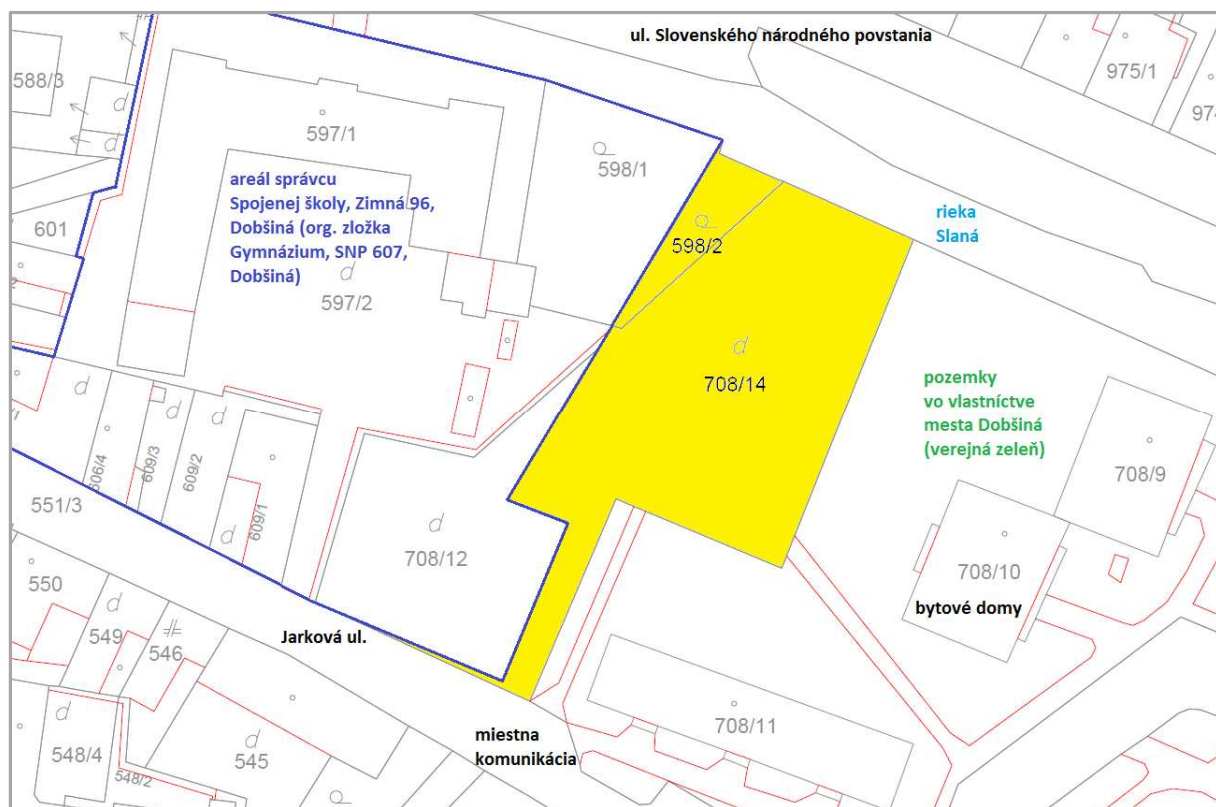 ul. Slovenského národného povstania
588/3
975/1
974
597/1
598/1
areál správcu
Spojenej školy, Zimná 96,
Dobšiná (org. zložka
Gymnázium, SNP 607,
Dobšiná)
rieka
Slaná
601
598/2
597/2
708/14
pozemky
vo vlastníctve
mesta Dobšiná
(verejná zeleň)
606/4
609/3
609/2
609/1
551/3
708/9
708/12
708/10
bytové domy
550
549
546
Jarková ul.
708/11
miestna
komunikácia
548/4
548/2
545